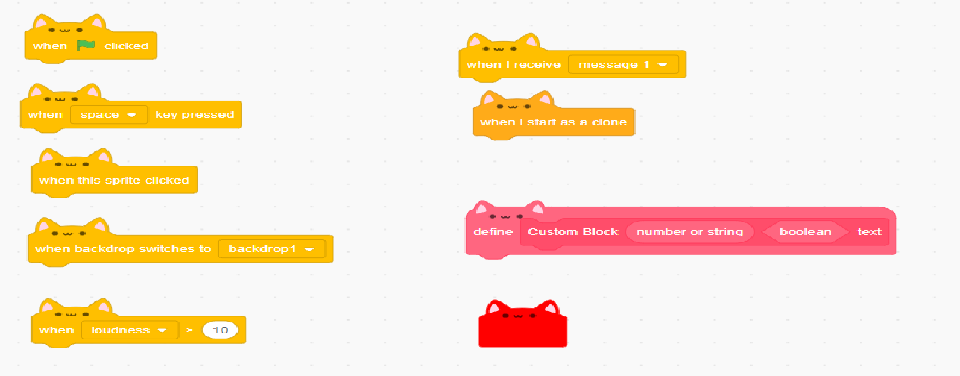 when clicked
when space key pressed
when this sprite clicked
when backdrop switches to backdrop1
when loudness > 10
when I receive message 1
when I start as a clone
define Custom Block number or string boolean text